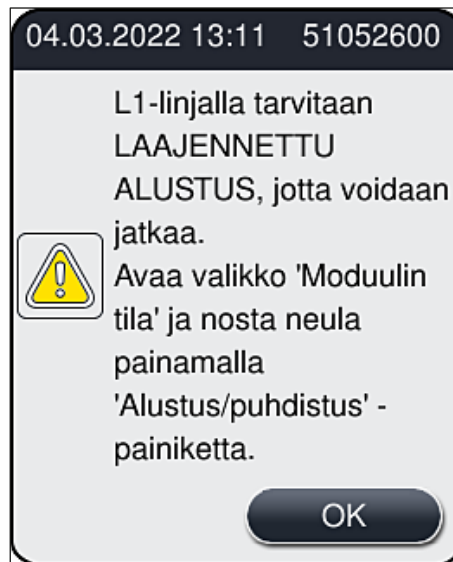 04.03.2022 13:11 51052600
L1-linjalla tarvitaan
LAAJENNETTU
ALUSTUS, jotta voidaan
jatkaa.
Avaa valikko 'Moduulin
tila' ja nosta neula
painamalla
'Alustus/puhdistus' -
painiketta.
OK